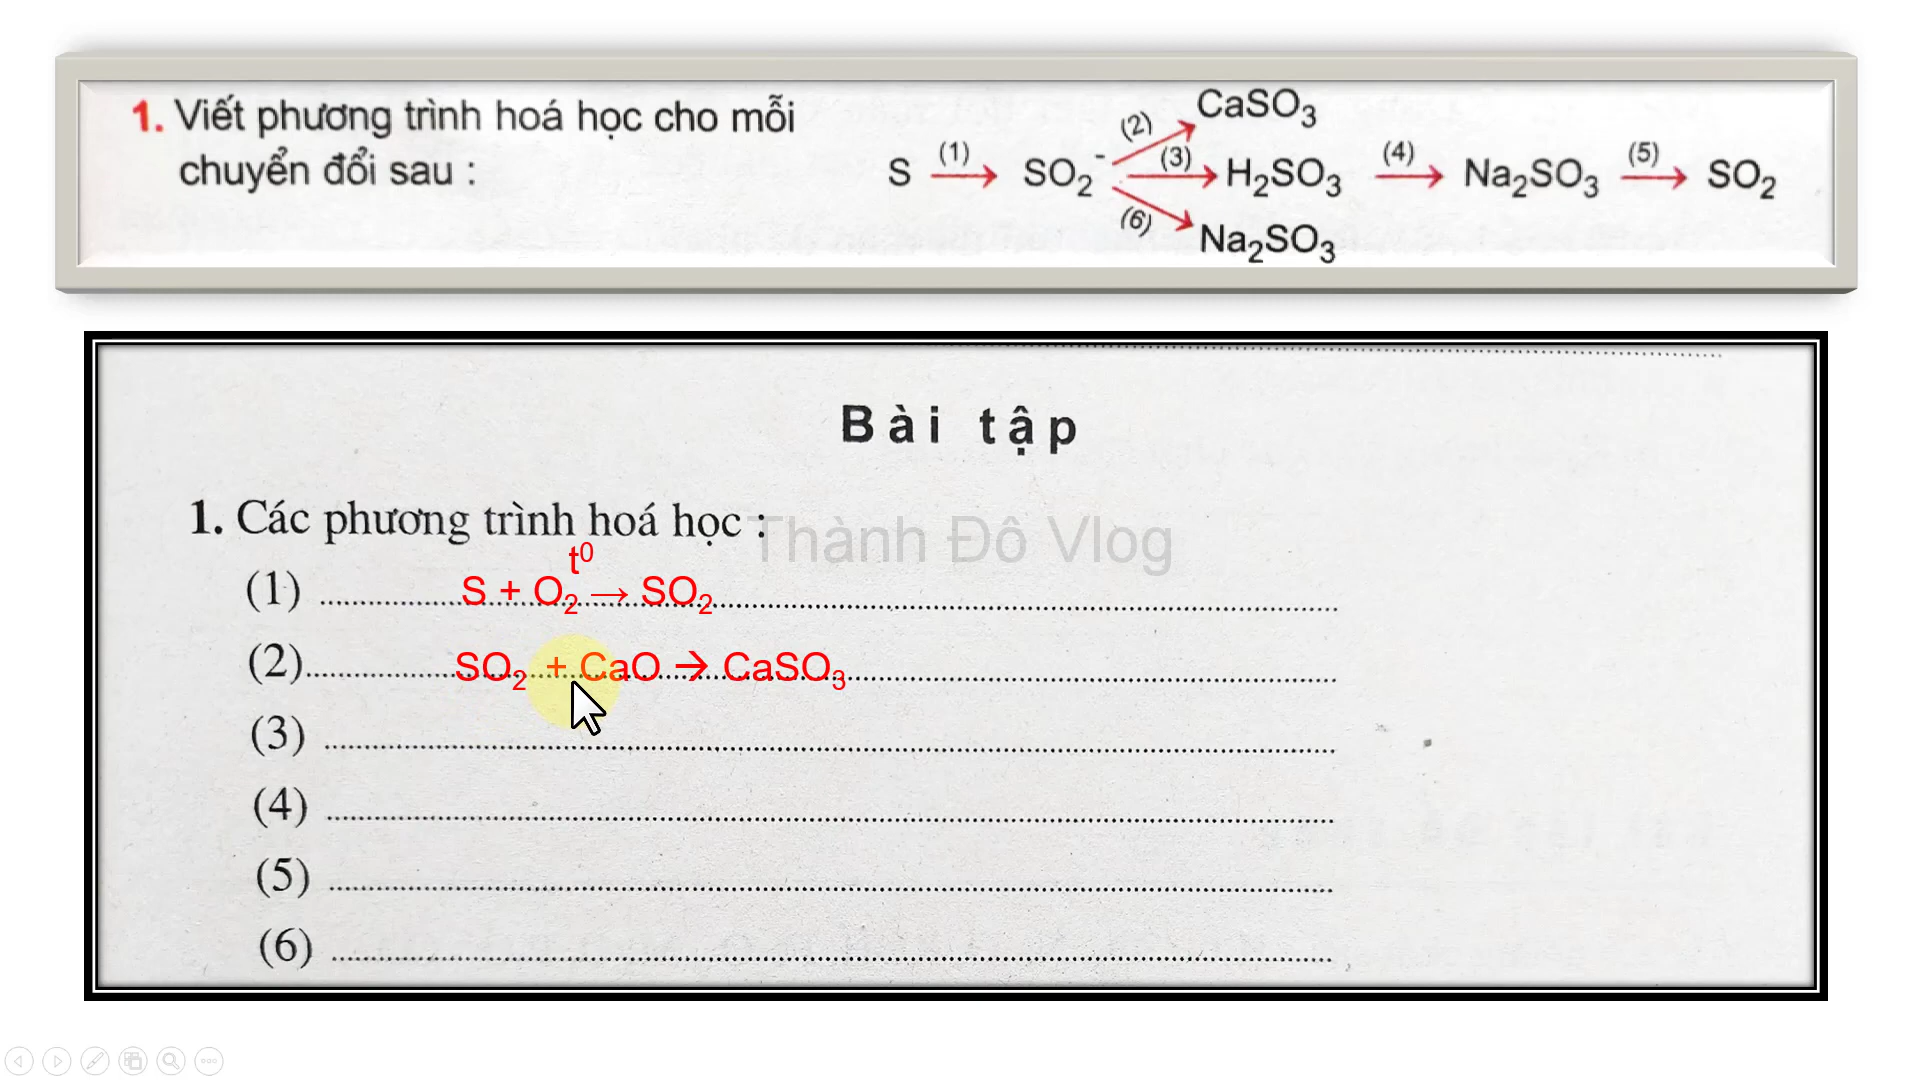 1. Viết phương trình hoá học cho mỗi
chuyển đổi sau :
CaSO₃
S (1) → SO₂ (2) (3) → H₂SO₃ (4) → Na₂SO₃ (5) → SO₂
(6) Na₂SO₃
Bài tập
1. Các phương trình hoá học :
Thành Đô Vlog
t⁰
(1) S + O₂ → SO₂
(2) SO₂ + CaO → CaSO₃
(3)
(4)
(5)
(6)